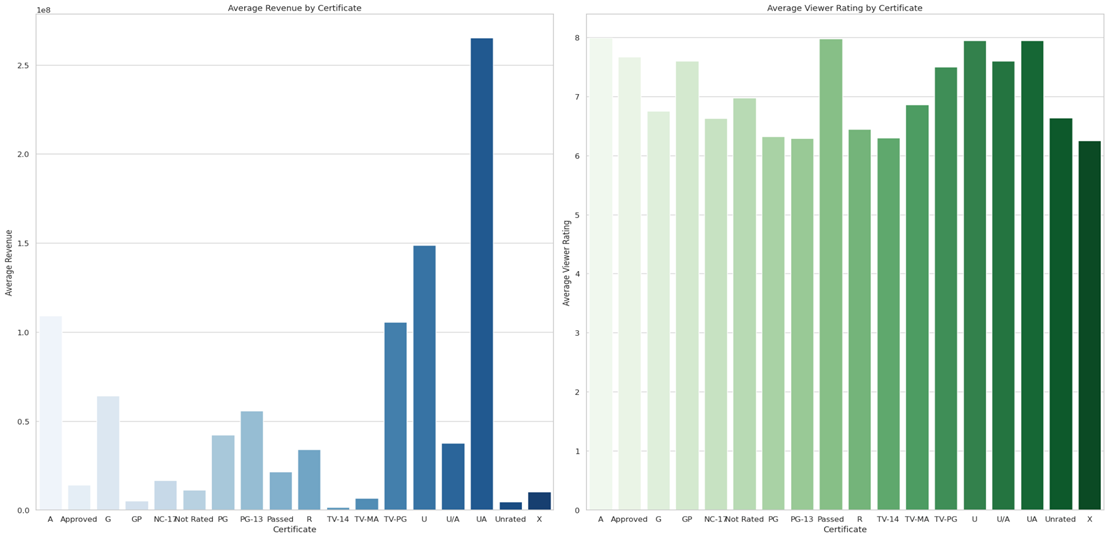 Average Revenue by Certificate
1e8
2.5
2.0
1.5
1.0
0.5
0.0
Average Revenue
A Approved G GP NC-17 Not Rated PG PG-13 Passed R TV-14 TV-MA TV-PG U U/A UA Unrated X
Certificate
Average Viewer Rating by Certificate
8
7
6
5
4
3
2
1
0
Average Viewer Rating
A Approved G GP NC-17 Not Rated PG PG-13 Passed R TV-14 TV-MA TV-PG U U/A UA Unrated X
Certificate